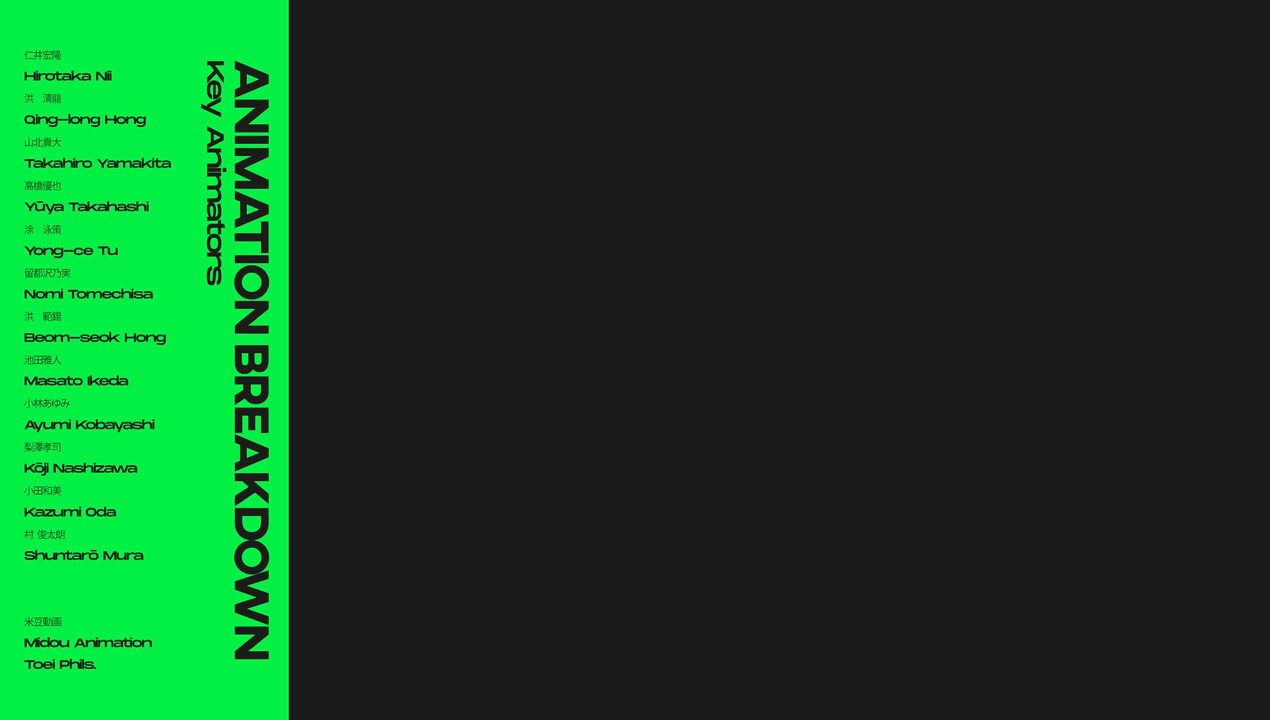 ANIMATION BREAKDOWN
Key Animators
仁井宏隆
Hirotaka Nii
洪　清龍
Qing-long Hong
山北貴大
Takahiro Yamakita
高橋優也
Yūya Takahashi
涂　泳策
Yong-ce Tu
留都沢乃実
Nomi Tomechisa
洪　範錫
Beom-seok Hong
池田雅人
Masato Ikeda
小林あゆみ
Ayumi Kobayashi
梨澤孝司
Kōji Nashizawa
小田和美
Kazumi Oda
村 俊太朗
Shuntarō Mura
米豆動画
Midou Animation
Toei Phils.